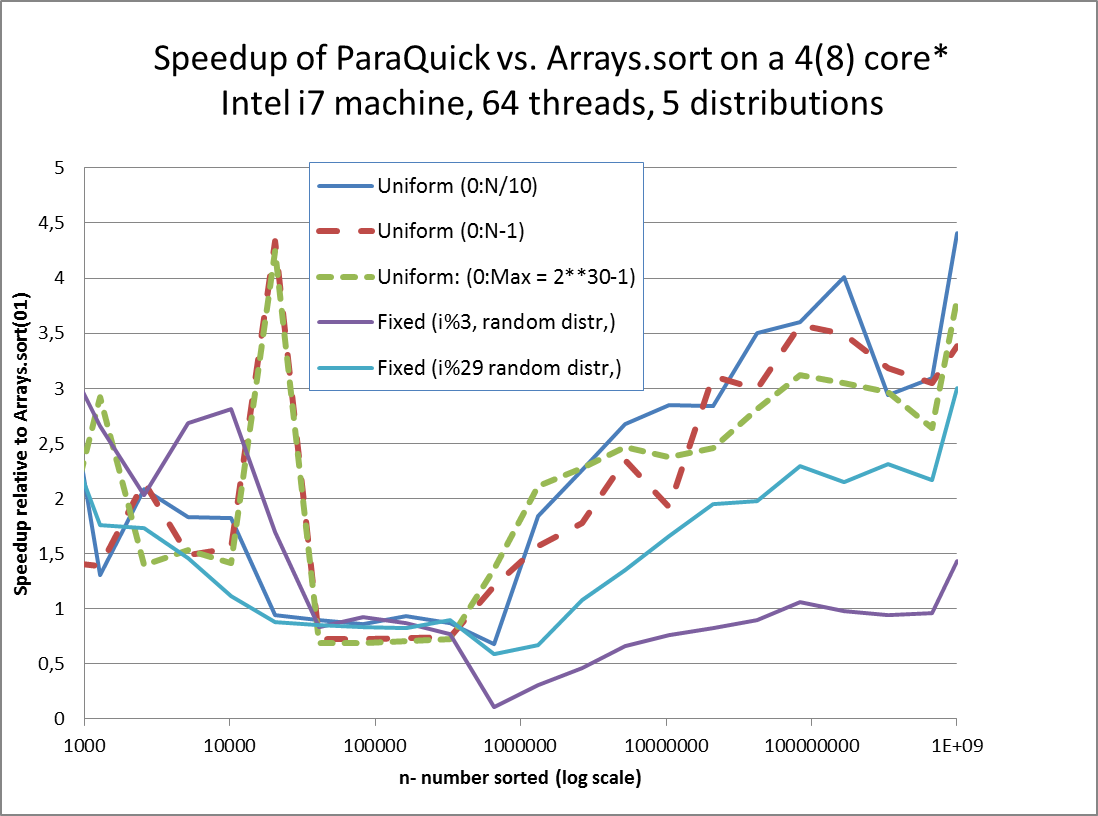 Speedup of ParaQuick vs. Arrays.sort on a 4(8) core*
Intel i7 machine, 64 threads, 5 distributions
Speedup relative to Arrays.sort(01)
5
4,5
4
3,5
3
2,5
2
1,5
1
0,5
0
Uniform (0:N/10)
Uniform (0:N-1)
Uniform: (0:Max = 2**30-1)
Fixed (i%3, random distr,)
Fixed (i%29 random distr,)
1000 10000 100000 1000000 10000000 100000000 1E+09
n- number sorted (log scale)